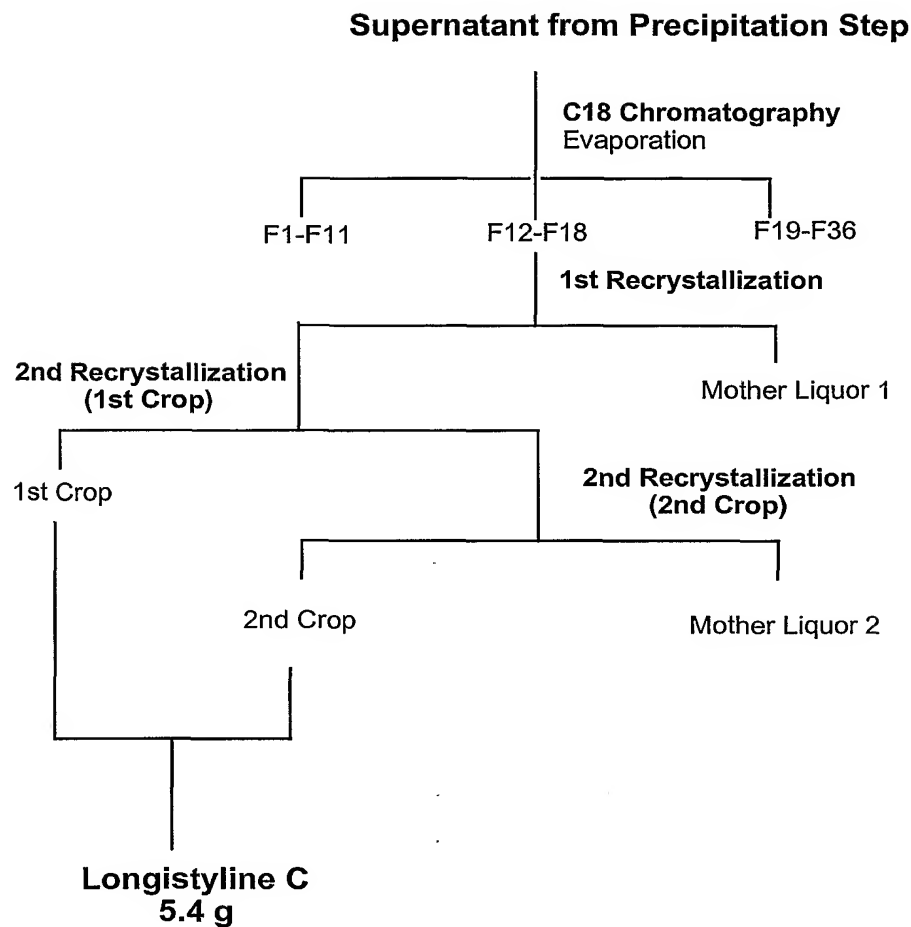 Supernatant from Precipitation Step
C18 Chromatography
Evaporation
F1-F11
F12-F18
F19-F36
1st Recrystallization
2nd Recrystallization
(1st Crop)
Mother Liquor 1
1st Crop
2nd Recrystallization
(2nd Crop)
2nd Crop
Mother Liquor 2
Longistyline C
5.4 g